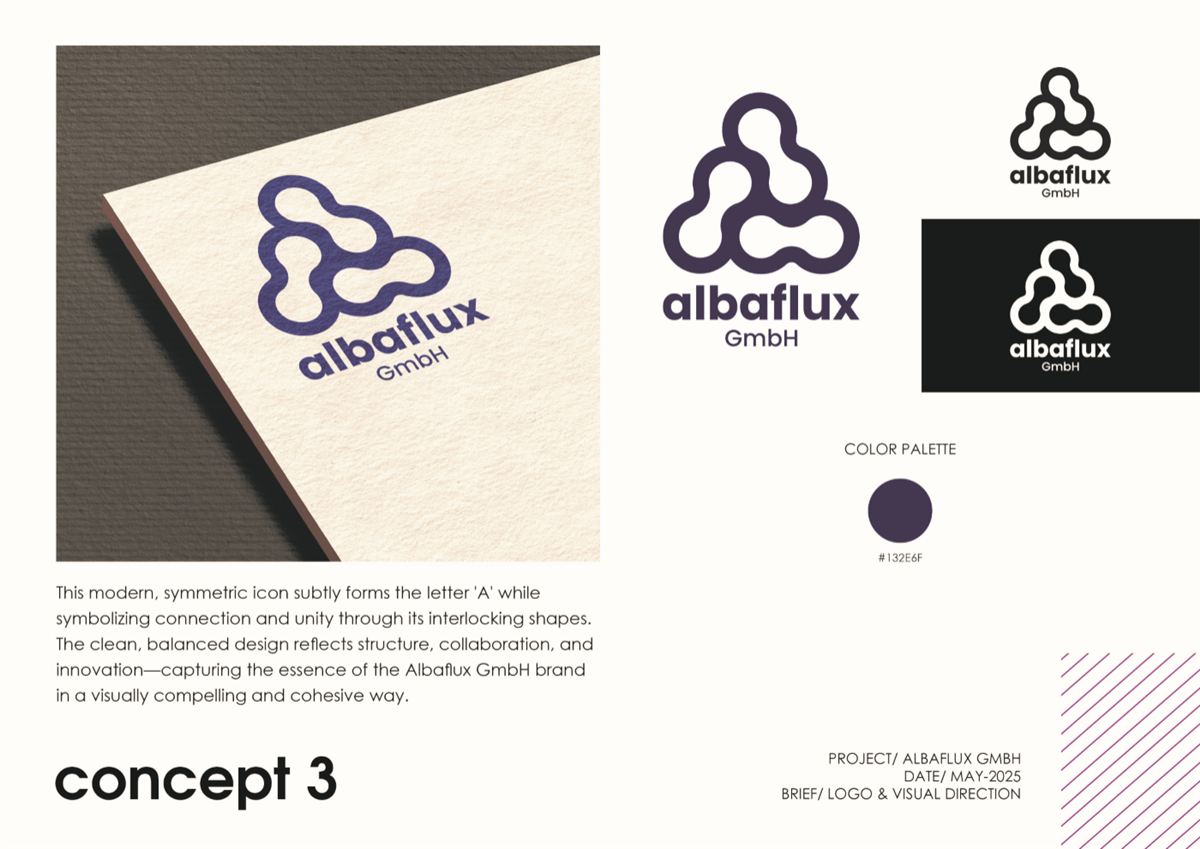 albaflux
GmbH
albaflux
GmbH
albaflux
GmbH
albaflux
GmbH
COLOR PALETTE
#132E6F
This modern, symmetric icon subtly forms the letter 'A' while
symbolizing connection and unity through its interlocking shapes.
The clean, balanced design reflects structure, collaboration, and
innovation—capturing the essence of the Albaflux GmbH brand
in a visually compelling and cohesive way.
concept 3
PROJECT/ ALBAFLUX GMBH
DATE/ MAY-2025
BRIEF/ LOGO & VISUAL DIRECTION